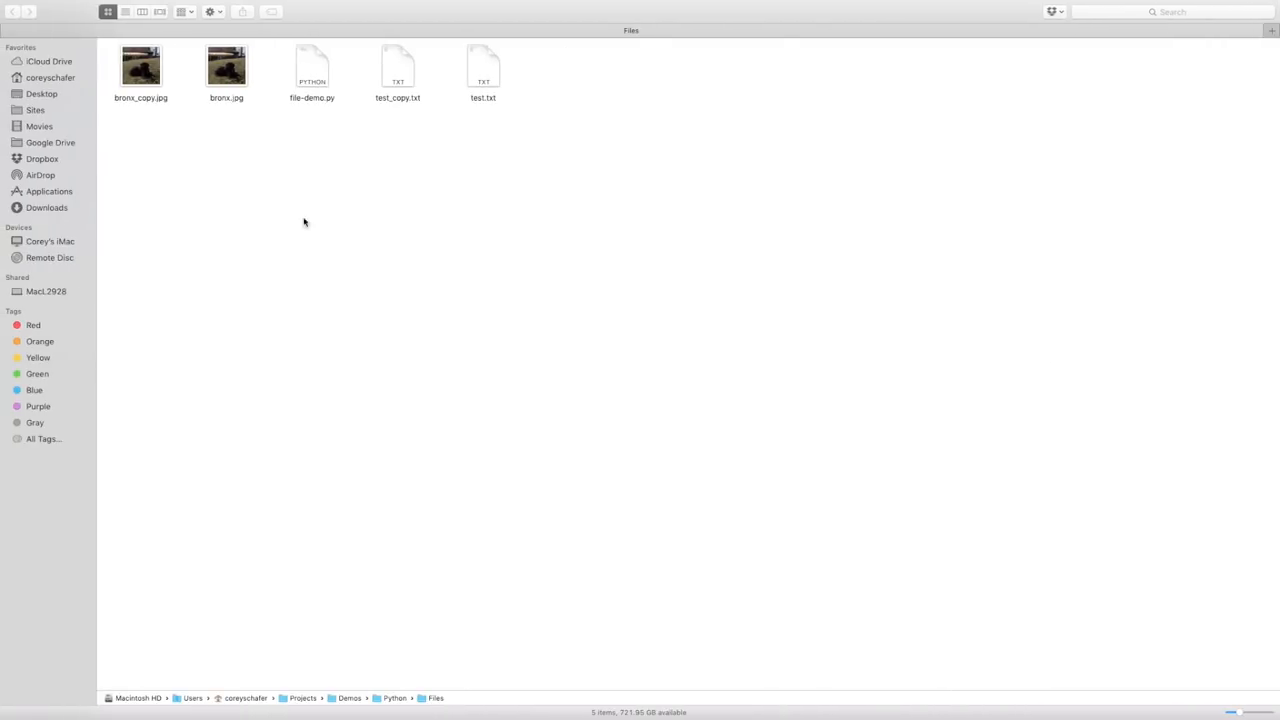 Search
Files
Favorites
iCloud Drive
coreyschafer
Desktop
Sites
Movies
Google Drive
Dropbox
AirDrop
Applications
Downloads
Devices
Corey's iMac
Remote Disc
Shared
MacL2928
Tags
Red
Orange
Yellow
Green
Blue
Purple
Gray
All Tags...
PYTHON TXT TXT
bronx_copy.jpg bronx.jpg file-demo.py test_copy.txt test.txt
Macintosh HD › Users › coreyschafer › Projects › Demos › Python › Files
5 items, 721.95 GB available